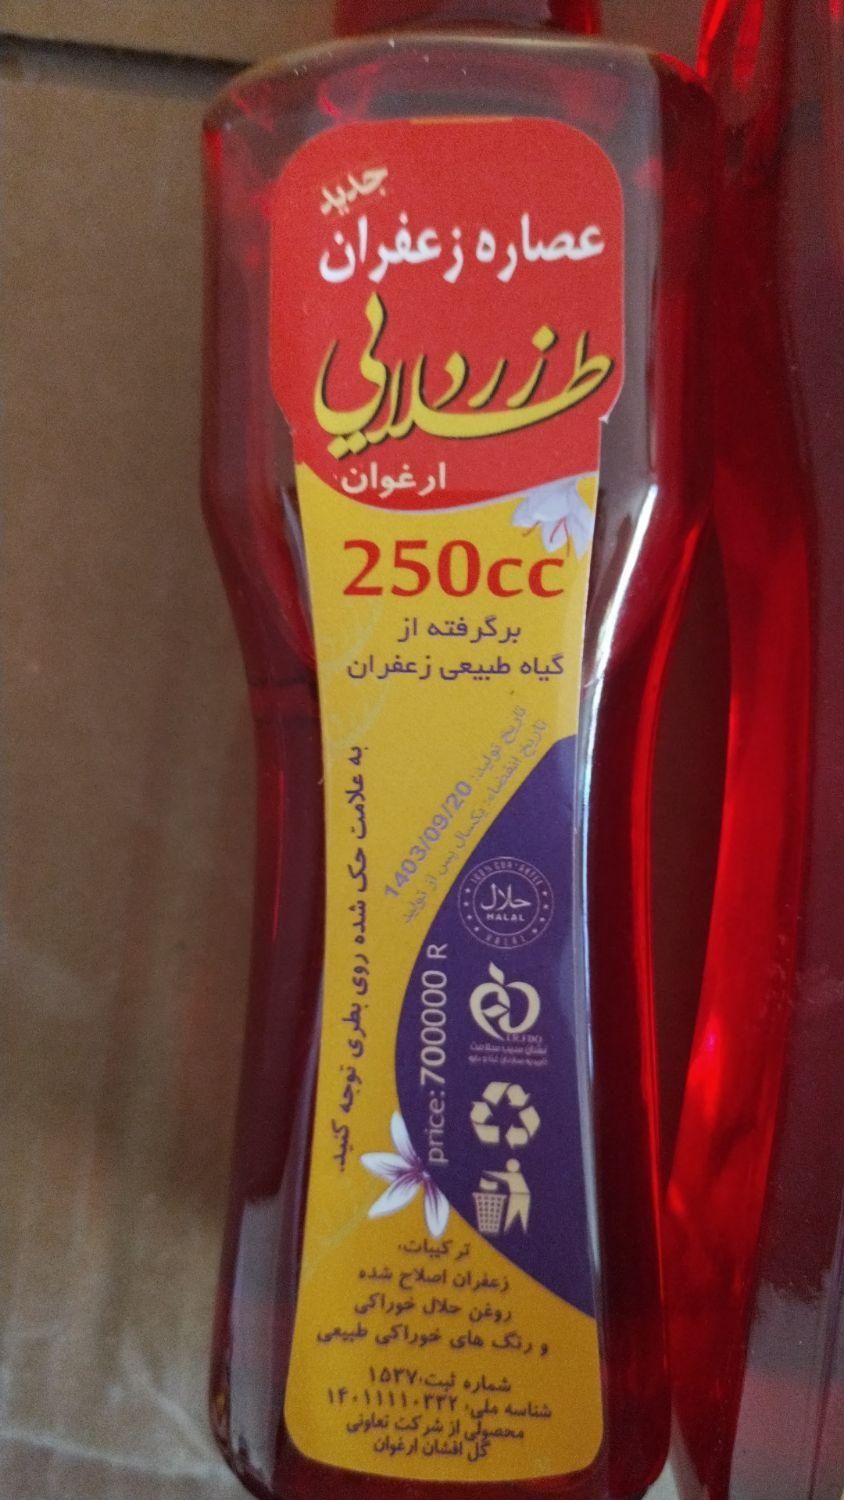 جدید
عصاره زعفران
زرد طلایی
ارغوان
250cc
برگرفته از
گیاه طبیعی زعفران
تاریخ تولید: 1403/09/20
تاریخ انقضاء: یکسال پس از تولید
به علامت حک شده روی بطری توجه کنید.
حلال
HALAL
HALAL
price:700000 R
ترکیبات:
زعفران اصلاح شده
روغن حلال خوراکی
و رنگ های خوراکی طبیعی
شماره ثبت: ۱۵۳۷
شناسه ملی: ۱۴۰۱۱۱۱۰۳۳۲
محصولی از شرکت تعاونی
گل افشان ارغوان